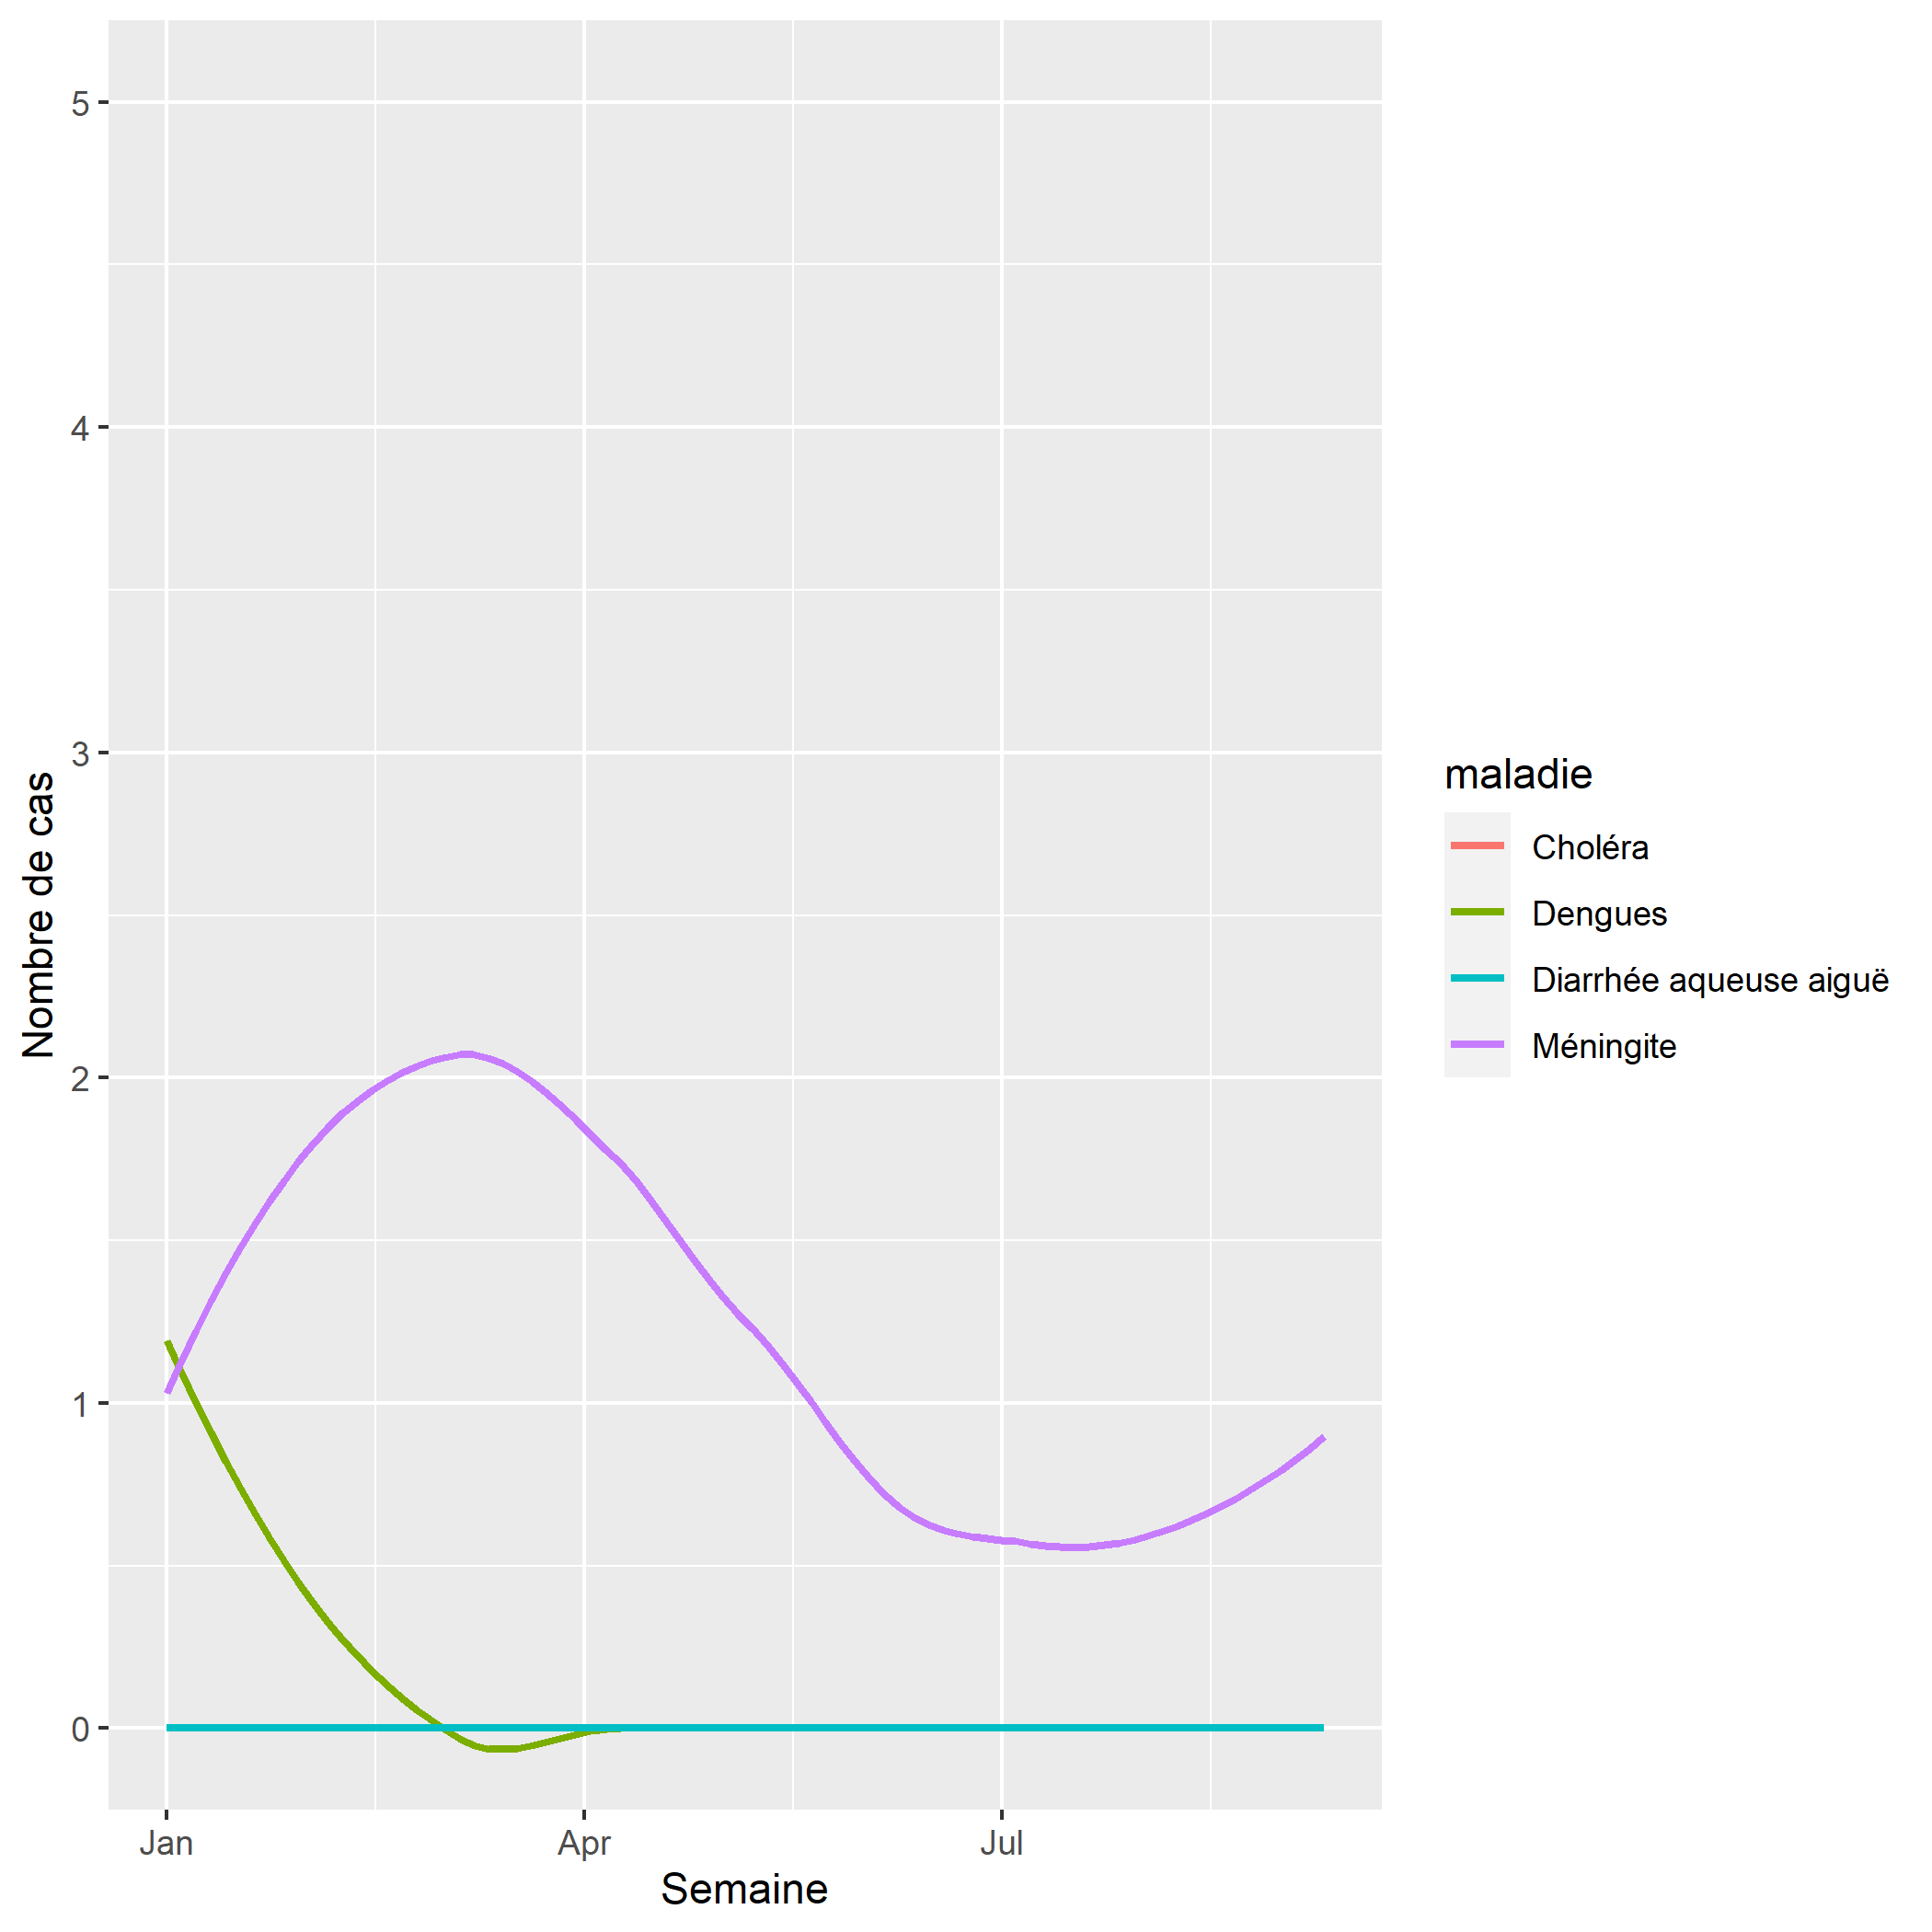 5
4
3
2
1
0
Nombre de cas
Jan
Apr
Jul
Semaine
maladie
Choléra
Dengues
Diarrhée aqueuse aiguë
Méningite